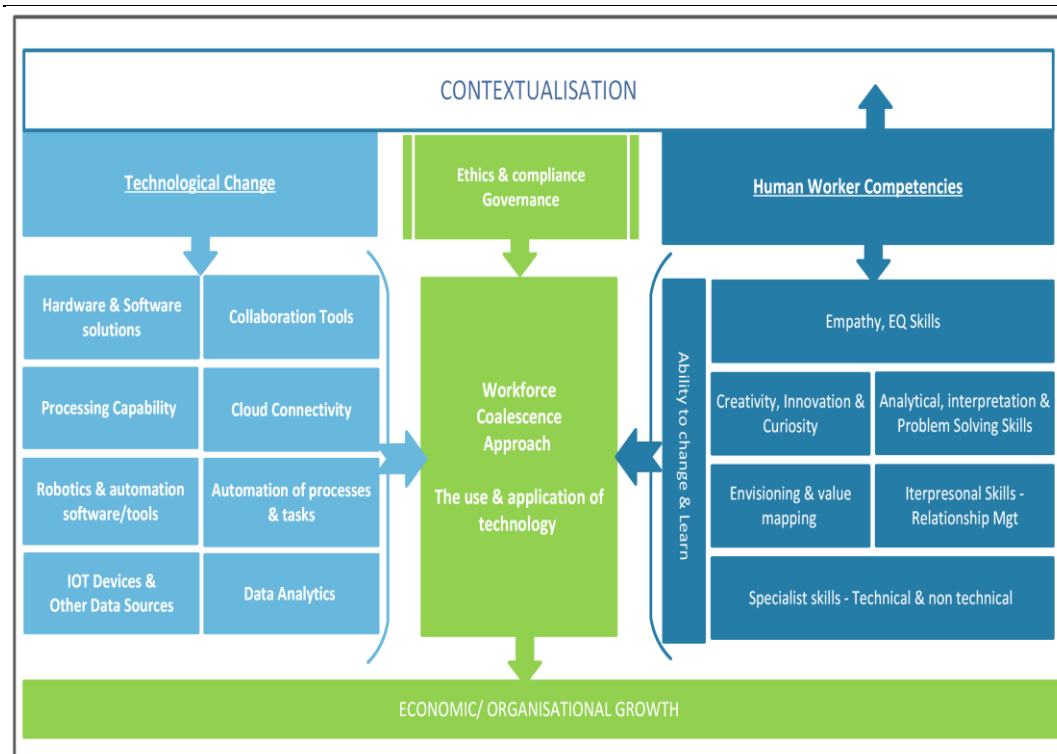 CONTEXTUALISATION
Technological Change
Hardware & Software
solutions
Collaboration Tools
Processing Capability
Cloud Connectivity
Robotics & automation
software/tools
Automation of processes
& tasks
IOT Devices &
Other Data Sources
Data Analytics
Ethics & compliance
Governance
Workforce
Coalescence
Approach
The use & application of
technology
Human Worker Competencies
Ability to change & Learn
Empathy, EQ Skills
Creativity, Innovation &
Curiosity
Analytical, interpretation &
Problem Solving Skills
Envisioning & value
mapping
Iterpresonal Skills -
Relationship Mgt
Specialist skills - Technical & non technical
ECONOMIC/ ORGANISATIONAL GROWTH